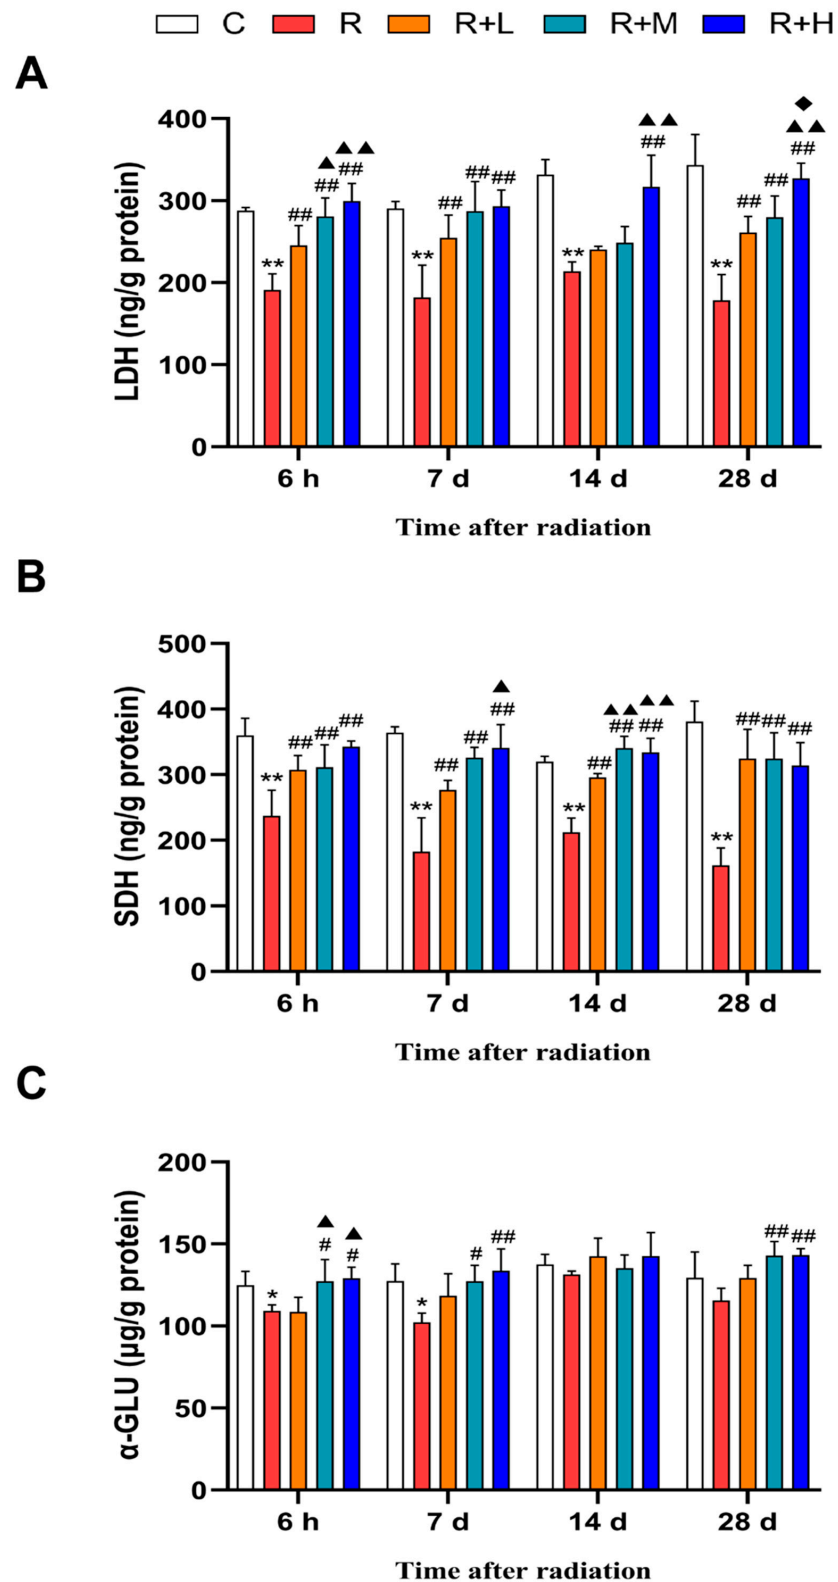 C R R+L R+M R+H
A
◆
▲▲ ▲▲
▲ ▲▲ ## ##
## ## ## ## ## ## ## ##
** ** ** **
LDH (ng/g protein)
400
300
200
100
0
6 h 7 d 14 d 28 d
Time after radiation
B
▲ ▲▲ ▲▲
## ## ## ## ## ## ## ## ## ## ## ##
** ** ** **
SDH (ng/g protein)
500
400
300
200
100
0
6 h 7 d 14 d 28 d
Time after radiation
C
▲ ▲
# # # ## ## ##
* *
α-GLU (μg/g protein)
200
150
100
50
0
6 h 7 d 14 d 28 d
Time after radiation